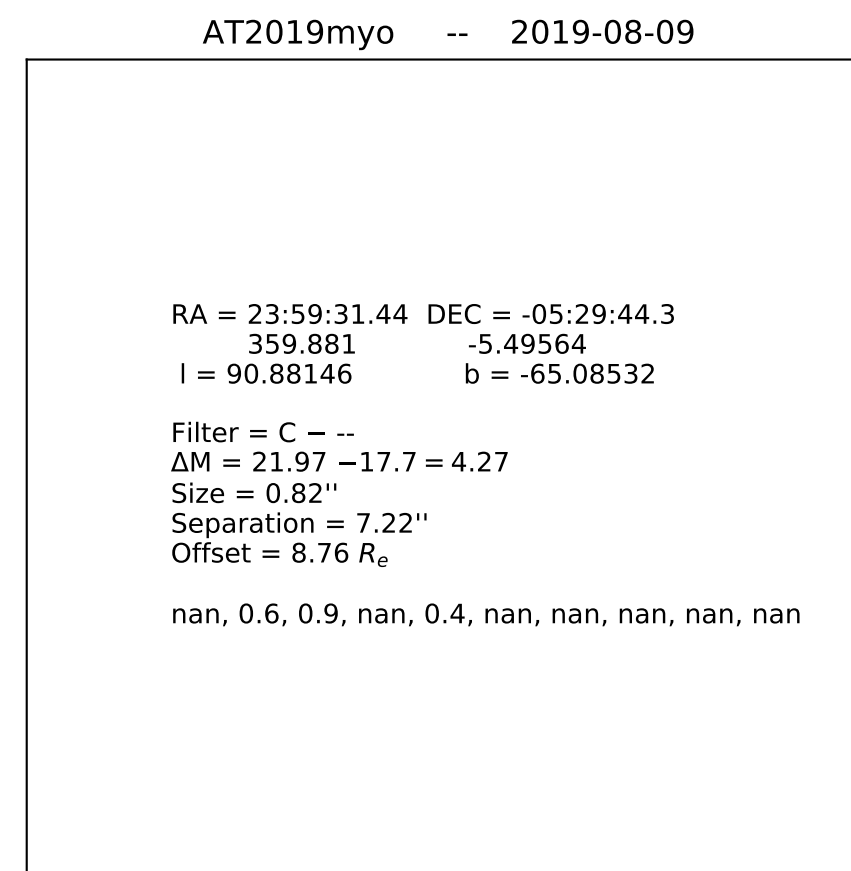 AT2019myo -- 2019-08-09
RA = 23:59:31.44 DEC = -05:29:44.3
359.881 -5.49564
l = 90.88146 b = -65.08532
Filter = C − --
ΔM = 21.97 −17.7 = 4.27
Size = 0.82''
Separation = 7.22''
Offset = 8.76 Re
nan, 0.6, 0.9, nan, 0.4, nan, nan, nan, nan, nan